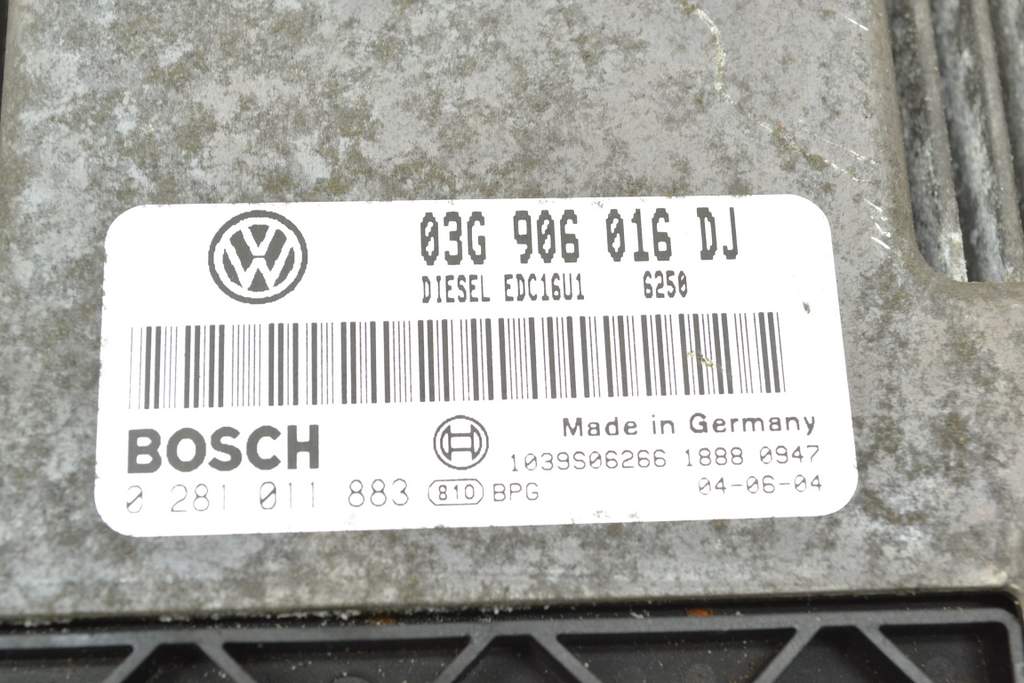 03G 906 016 DJ
DIESEL EDC16U1 6250
BOSCH
Made in Germany
1039S06266 1888 0947
0 281 011 883 810 BPG 04-06-04